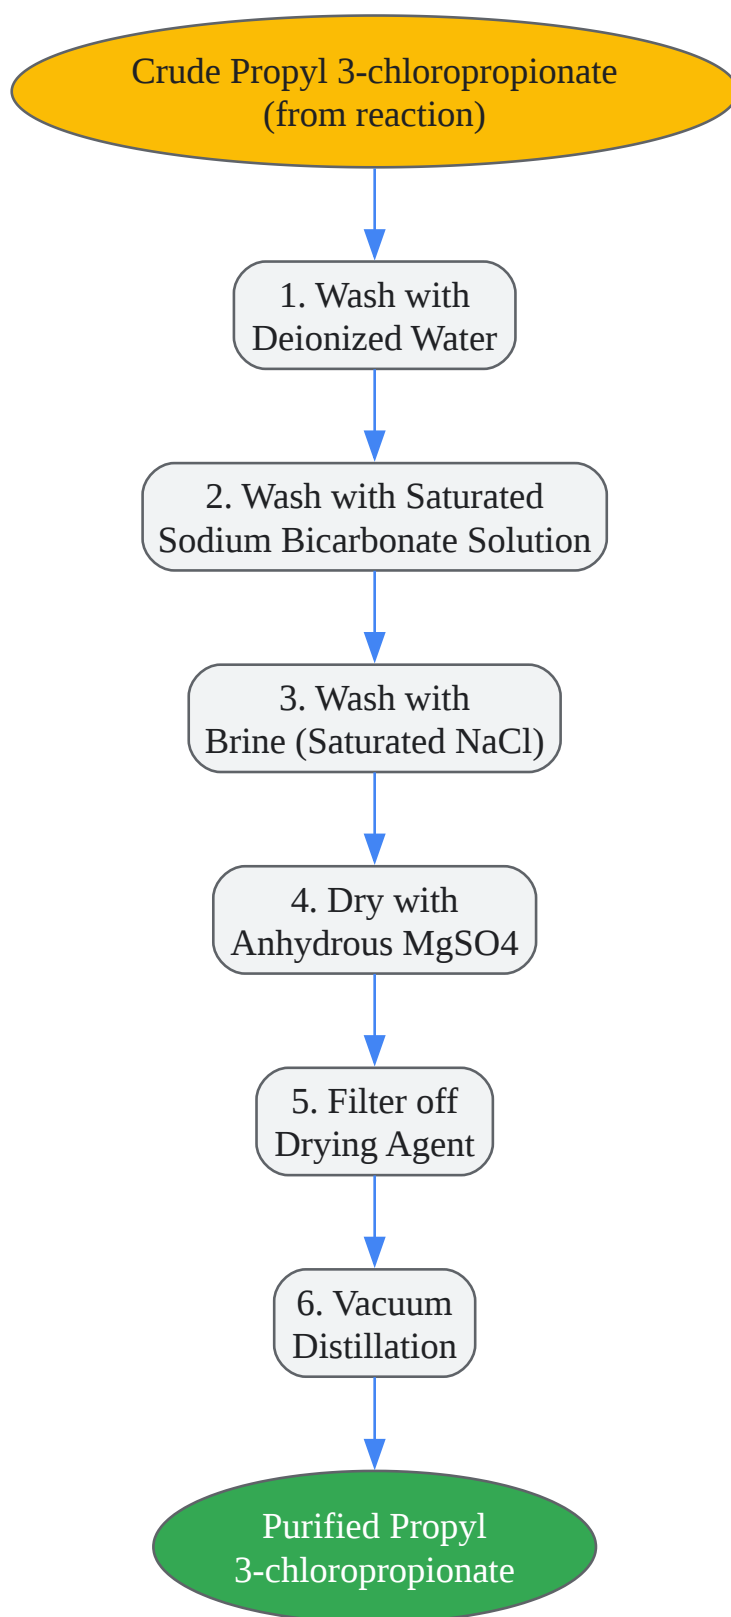 Crude Propyl 3-chloropropionate
(from reaction)
1. Wash with
Deionized Water
2. Wash with Saturated
Sodium Bicarbonate Solution
3. Wash with
Brine (Saturated NaCl)
4. Dry with
Anhydrous MgSO4
5. Filter off
Drying Agent
6. Vacuum
Distillation
Purified Propyl
3-chloropropionate